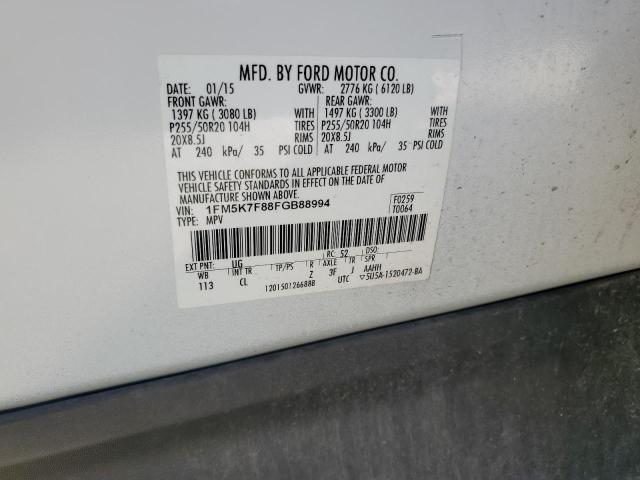 MFD. BY FORD MOTOR CO.
DATE: 01/15 GVWR: 2776 KG ( 6120 LB)
FRONT GAWR: REAR GAWR:
1397 KG ( 3080 LB) WITH 1497 KG ( 3300 LB) WITH
P255/50R20 104H TIRES P255/50R20 104H TIRES
20X8.5J RIMS 20X8.5J RIMS
AT 240 kPa/ 35 PSI COLD AT 240 kPa/ 35 PSI COLD
THIS VEHICLE CONFORMS TO ALL APPLICABLE FEDERAL MOTOR
VEHICLE SAFETY STANDARDS IN EFFECT ON THE DATE OF
MANUFACTURE SHOWN ABOVE.
VIN: 1FM5K7F88FGB88994 F0259
TYPE: MPV T0064
EXT PNT: UG RC: 52 DSO:
WB INT TR TP/PS R AXLE TR SPR
113 CL Z 3F J AAHH
1201501266888 UTC ▽5U5A-1520472-BA